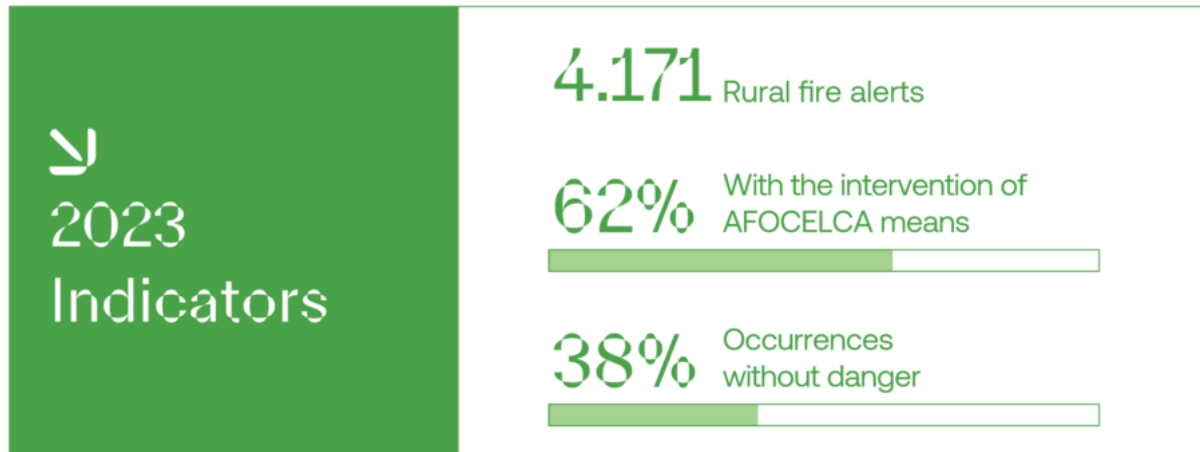 2023
Indicators
4.171 Rural fire alerts
62% With the intervention of
AFOCELCA means
38% Occurrences
without danger